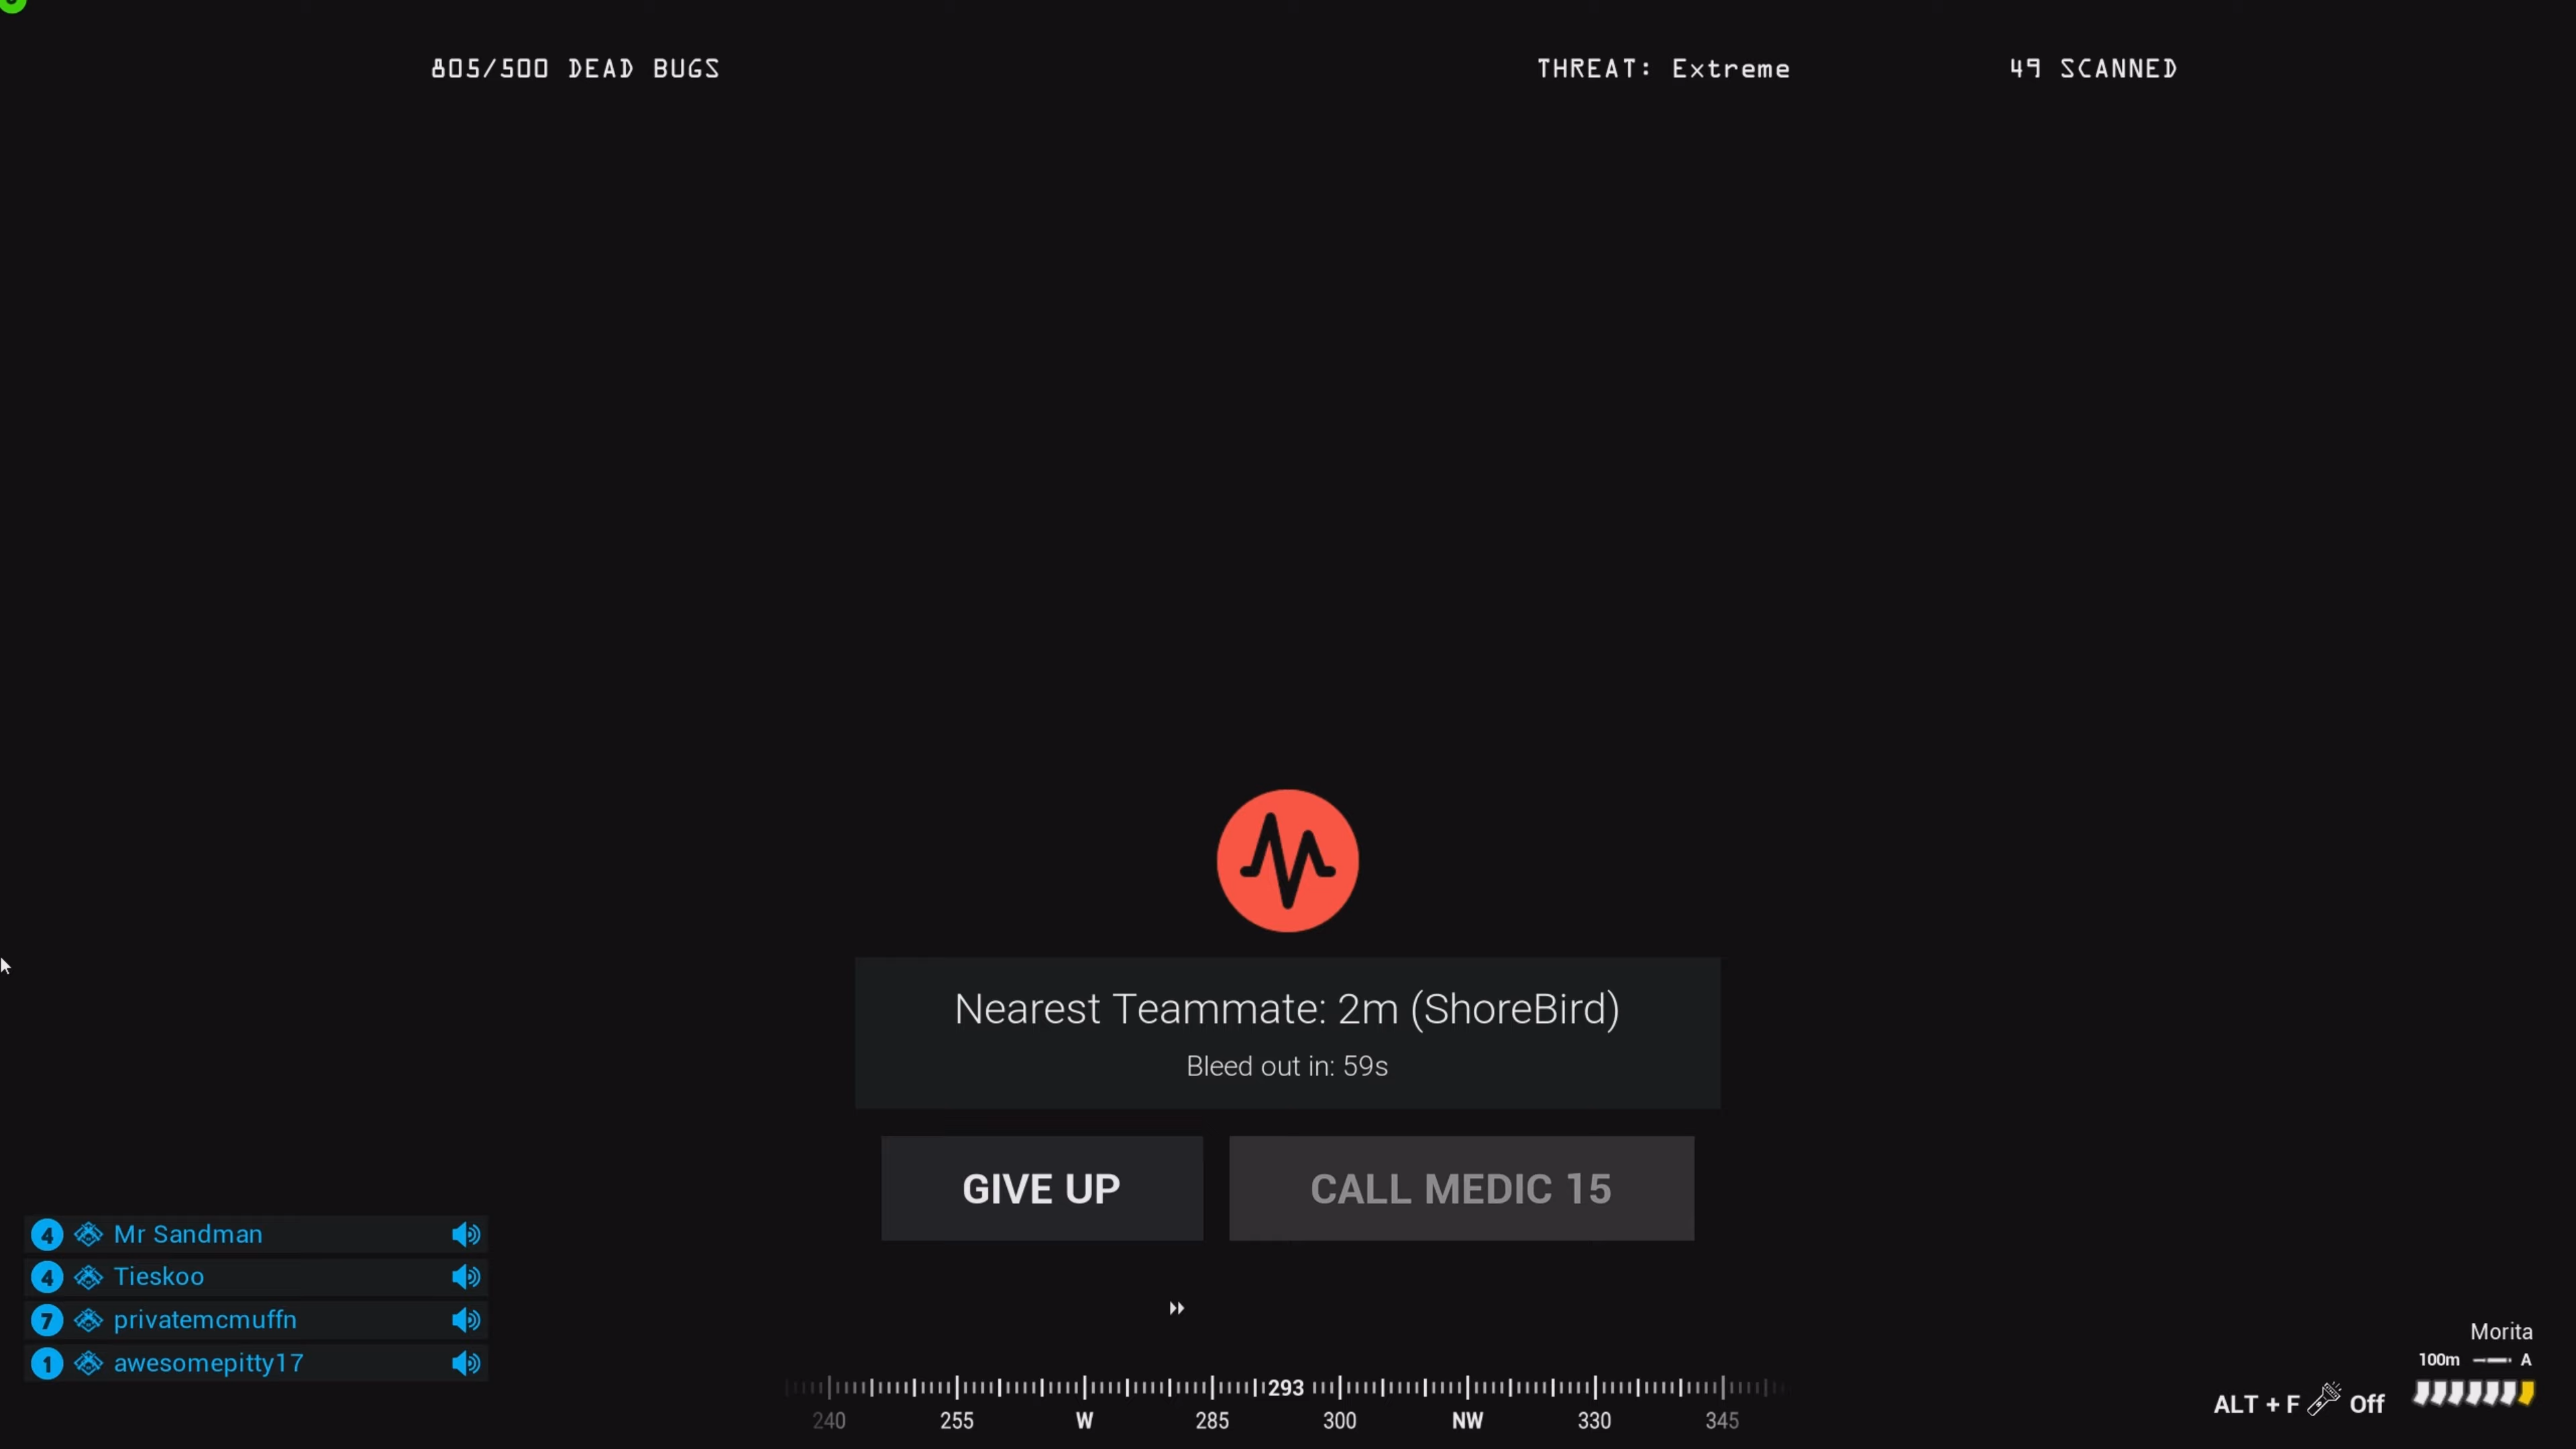 805/500 DEAD BUGS
THREAT: Extreme
49 SCANNED
Nearest Teammate: 2m (ShoreBird)
Bleed out in: 59s
GIVE UP
CALL MEDIC 15
4 Mr Sandman
4 Tieskoo
7 privatemcmuffn
1 awesomepitty17
293
240 255 W 285 300 NW 330 345
Morita
100m A
ALT + F Off